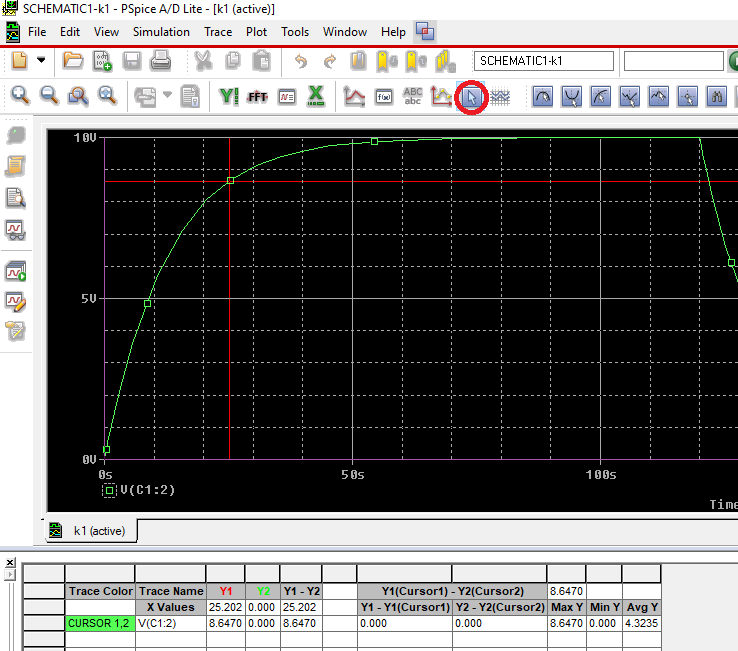 SCHEMATIC1-k1 - PSpice A/D Lite - [k1 (active)]
File Edit View Simulation Trace Plot Tools Window Help
SCHEMATIC1-k1
Y! FFT f(x) ABC
abc
10V
5V
0V
0s 50s 100s
V(C1:2)
Time
k1 (active)
Trace Color Trace Name Y1 Y2 Y1 - Y2 Y1(Cursor1) - Y2(Cursor2) 8.6470
X Values 25.202 0.000 25.202 Y1 - Y1(Cursor1) Y2 - Y2(Cursor2) Max Y Min Y Avg Y
CURSOR 1,2 V(C1:2) 8.6470 0.000 8.6470 0.000 0.000 8.6470 0.000 4.3235